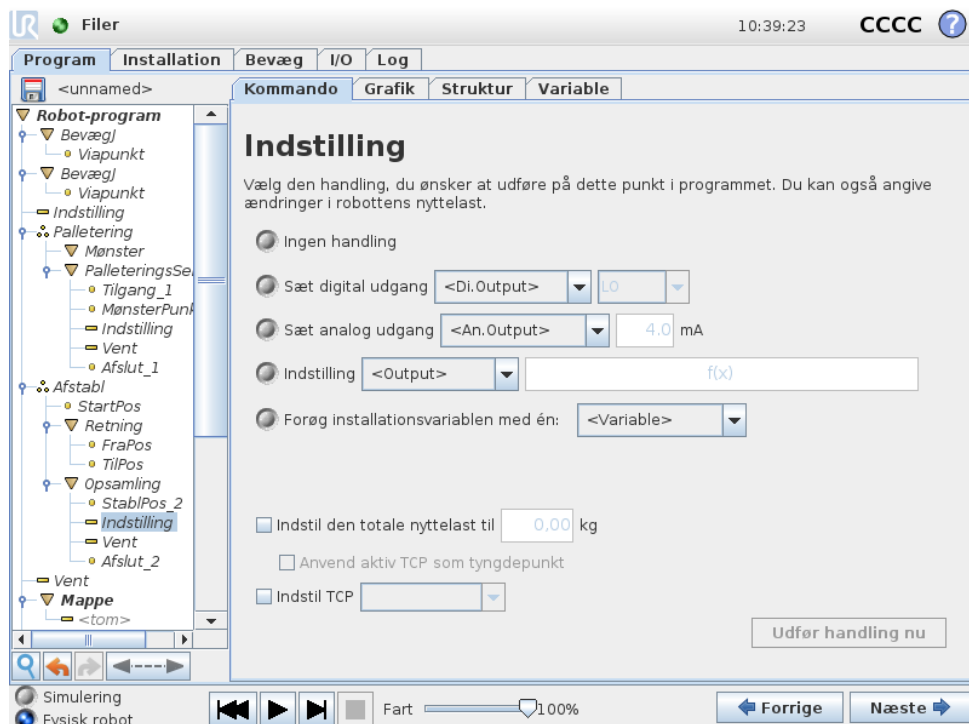 UR Filer 10:39:23 CCCC ?
Program Installation Bevæg I/O Log
<unnamed> Kommando Grafik Struktur Variable
Robot-program
BevægJ
Viapunkt
BevægJ
Viapunkt
Indstilling
Palletering
Mønster
PalleteringsSe
Tilgang_1
MønsterPunk
Indstilling
Vent
Afslut_1
Afstabl
StartPos
Retning
FraPos
TilPos
Opsamling
StablPos_2
Indstilling
Vent
Afslut_2
Vent
Mappe
<tom>
Indstilling
Vælg den handling, du ønsker at udføre på dette punkt i programmet. Du kan også angive
ændringer i robottens nyttelast.
Ingen handling
Sæt digital udgang <Di.Output> LO
Sæt analog udgang <An.Output> 4.0 mA
Indstilling <Output> f(x)
Forøg installationsvariablen med én: <Variable>
Indstil den totale nyttelast til 0,00 kg
Anvend aktiv TCP som tyngdepunkt
Indstil TCP
Udfør handling nu
Simulering
Fysisk robot
Fart 100%
Forrige Næste